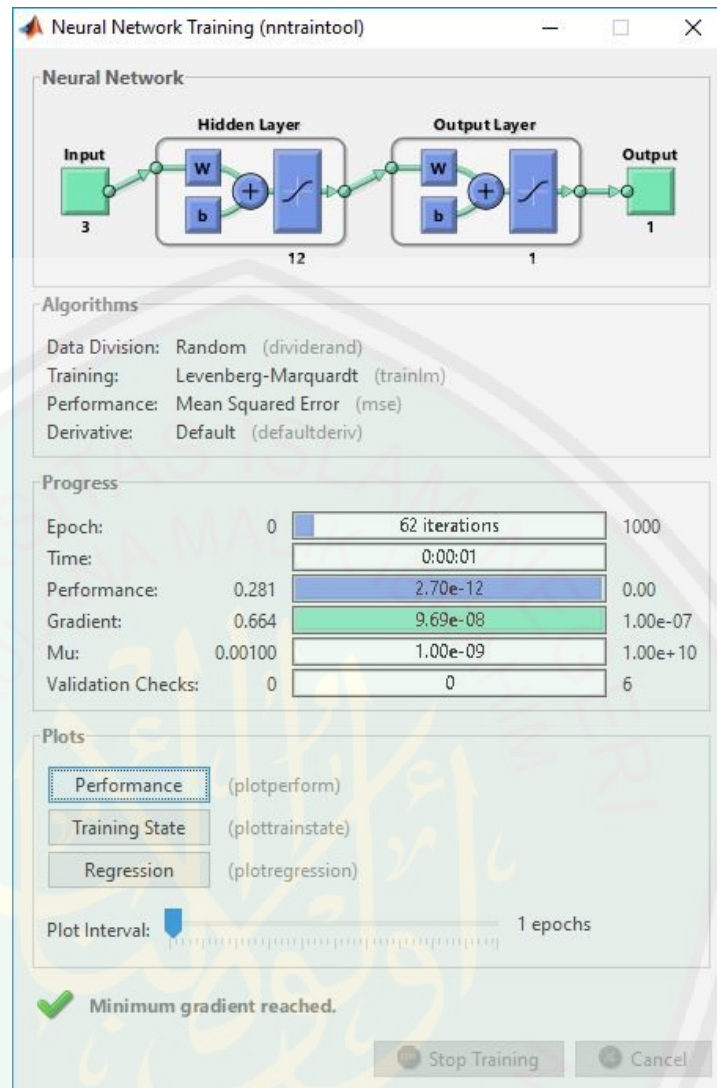 Neural Network Training (nntraintool)
Neural Network
Hidden Layer
Output Layer
Input
Output
W
b
+
W
b
+
3
12
1
1
Algorithms
Data Division: Random (dividerand)
Training: Levenberg-Marquardt (trainlm)
Performance: Mean Squared Error (mse)
Derivative: Default (defaultderiv)
Progress
Epoch: 0 62 iterations 1000
Time: 0:00:01
Performance: 0.281 2.70e-12 0.00
Gradient: 0.664 9.69e-08 1.00e-07
Mu: 0.00100 1.00e-09 1.00e+10
Validation Checks: 0 0 6
Plots
Performance (plotperform)
Training State (plottrainstate)
Regression (plotregression)
Plot Interval: 1 epochs
Minimum gradient reached.
Stop Training
Cancel